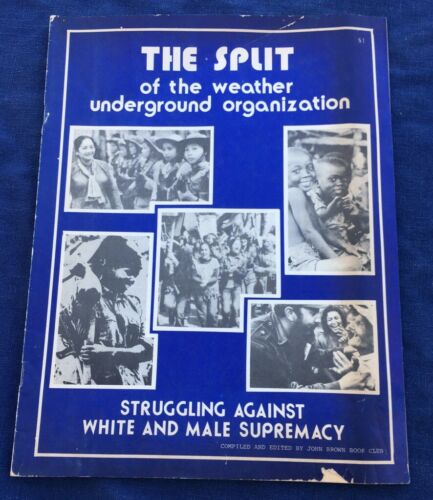 $1
THE SPLIT
of the weather
underground organization
STRUGGLING AGAINST
WHITE AND MALE SUPREMACY
COMPILED AND EDITED BY JOHN BROWN BOOK CLUB